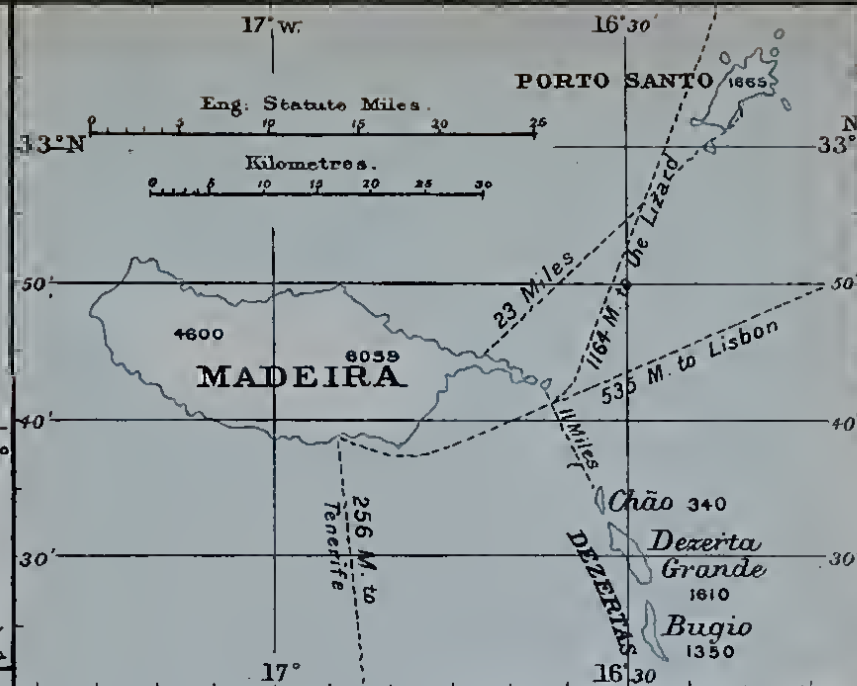 17° W.
16° 30'
PORTO SANTO
1665
Eng: Statute Miles.
0 5 10 15 20 25
33° N
N
33°
Kilometres.
0 5 10 15 20 25 30
1164 M. to the Lizard
23 Miles
50'
50'
4600
6059
MADEIRA
535 M. to Lisbon
40'
40'
11 Miles
256 M. to
Tenerife
Chão 340
DEZERTAS
Dezerta
Grande
1610
30'
30'
Bugio
1350
17°
16° 30